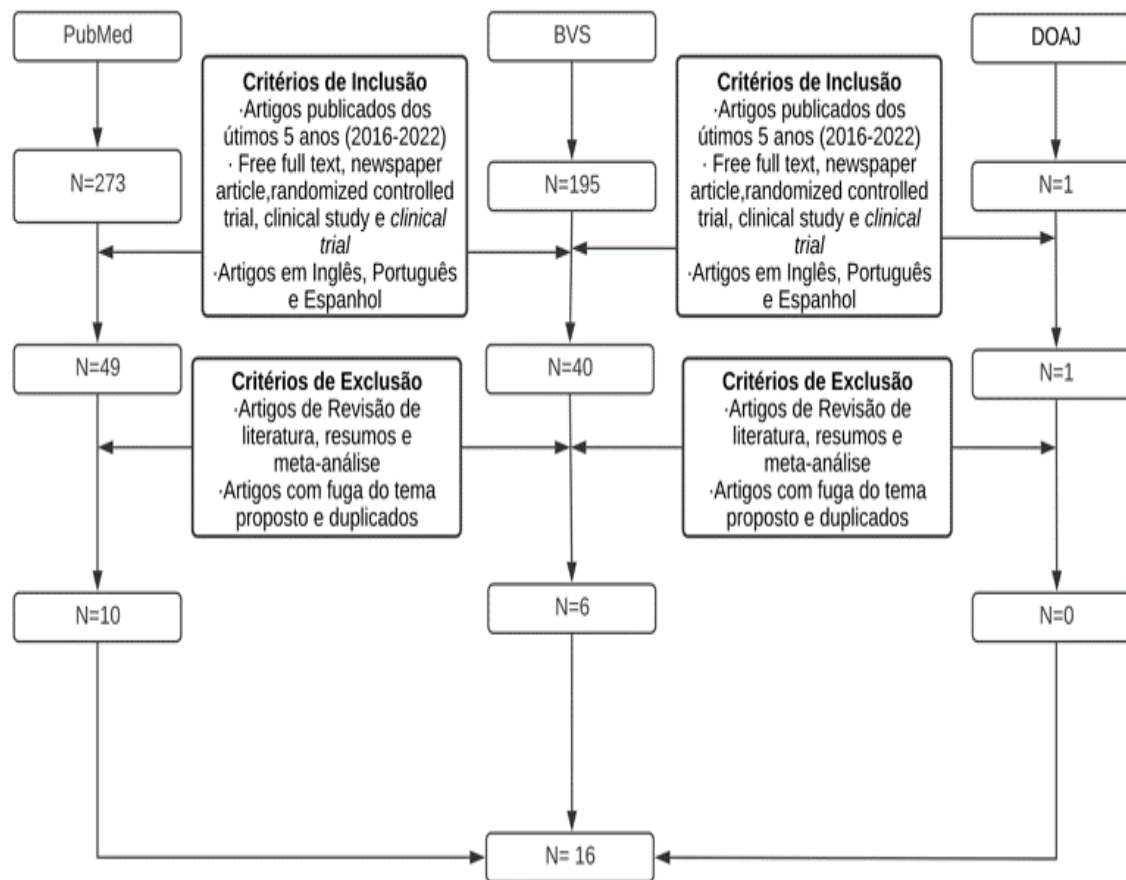 PubMed
BVS
DOAJ
Critérios de Inclusão
·Artigos publicados dos
útimos 5 anos (2016-2022)
· Free full text, newspaper
article,randomized controlled
trial, clinical study e clinical
trial
·Artigos em Inglês, Português
e Espanhol
Critérios de Inclusão
·Artigos publicados dos
útimos 5 anos (2016-2022)
· Free full text, newspaper
article,randomized controlled
trial, clinical study e clinical
trial
·Artigos em Inglês, Português
e Espanhol
N=273
N=195
N=1
N=49
N=40
N=1
Critérios de Exclusão
·Artigos de Revisão de
literatura, resumos e
meta-análise
·Artigos com fuga do tema
proposto e duplicados
Critérios de Exclusão
·Artigos de Revisão de
literatura, resumos e
meta-análise
·Artigos com fuga do tema
proposto e duplicados
N=10
N=6
N=0
N= 16